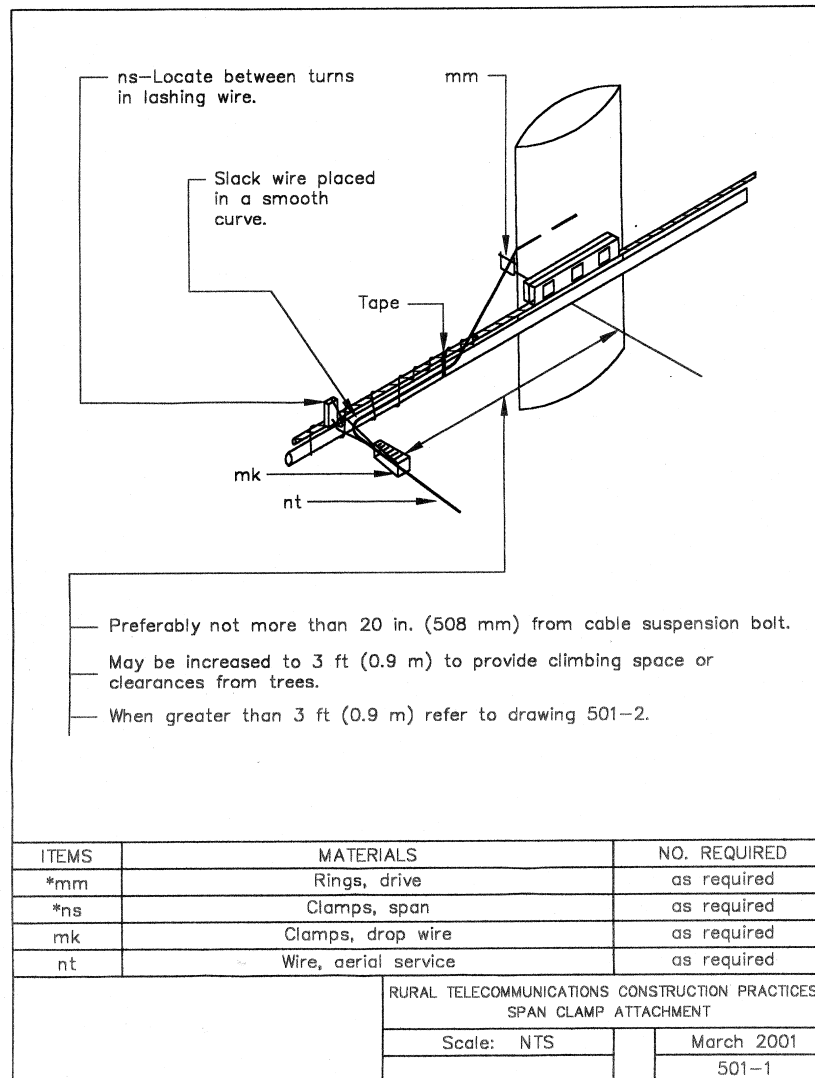 ns-Locate between turns
in lashing wire.
mm
Slack wire placed
in a smooth
curve.
Tape
mk
nt
Preferably not more than 20 in. (508 mm) from cable suspension bolt.
May be increased to 3 ft (0.9 m) to provide climbing space or
clearances from trees.
When greater than 3 ft (0.9 m) refer to drawing 501-2.
ITEMS MATERIALS NO. REQUIRED
*mm Rings, drive as required
*ns Clamps, span as required
mk Clamps, drop wire as required
nt Wire, aerial service as required
RURAL TELECOMMUNICATIONS CONSTRUCTION PRACTICES
SPAN CLAMP ATTACHMENT
Scale: NTS March 2001
501-1